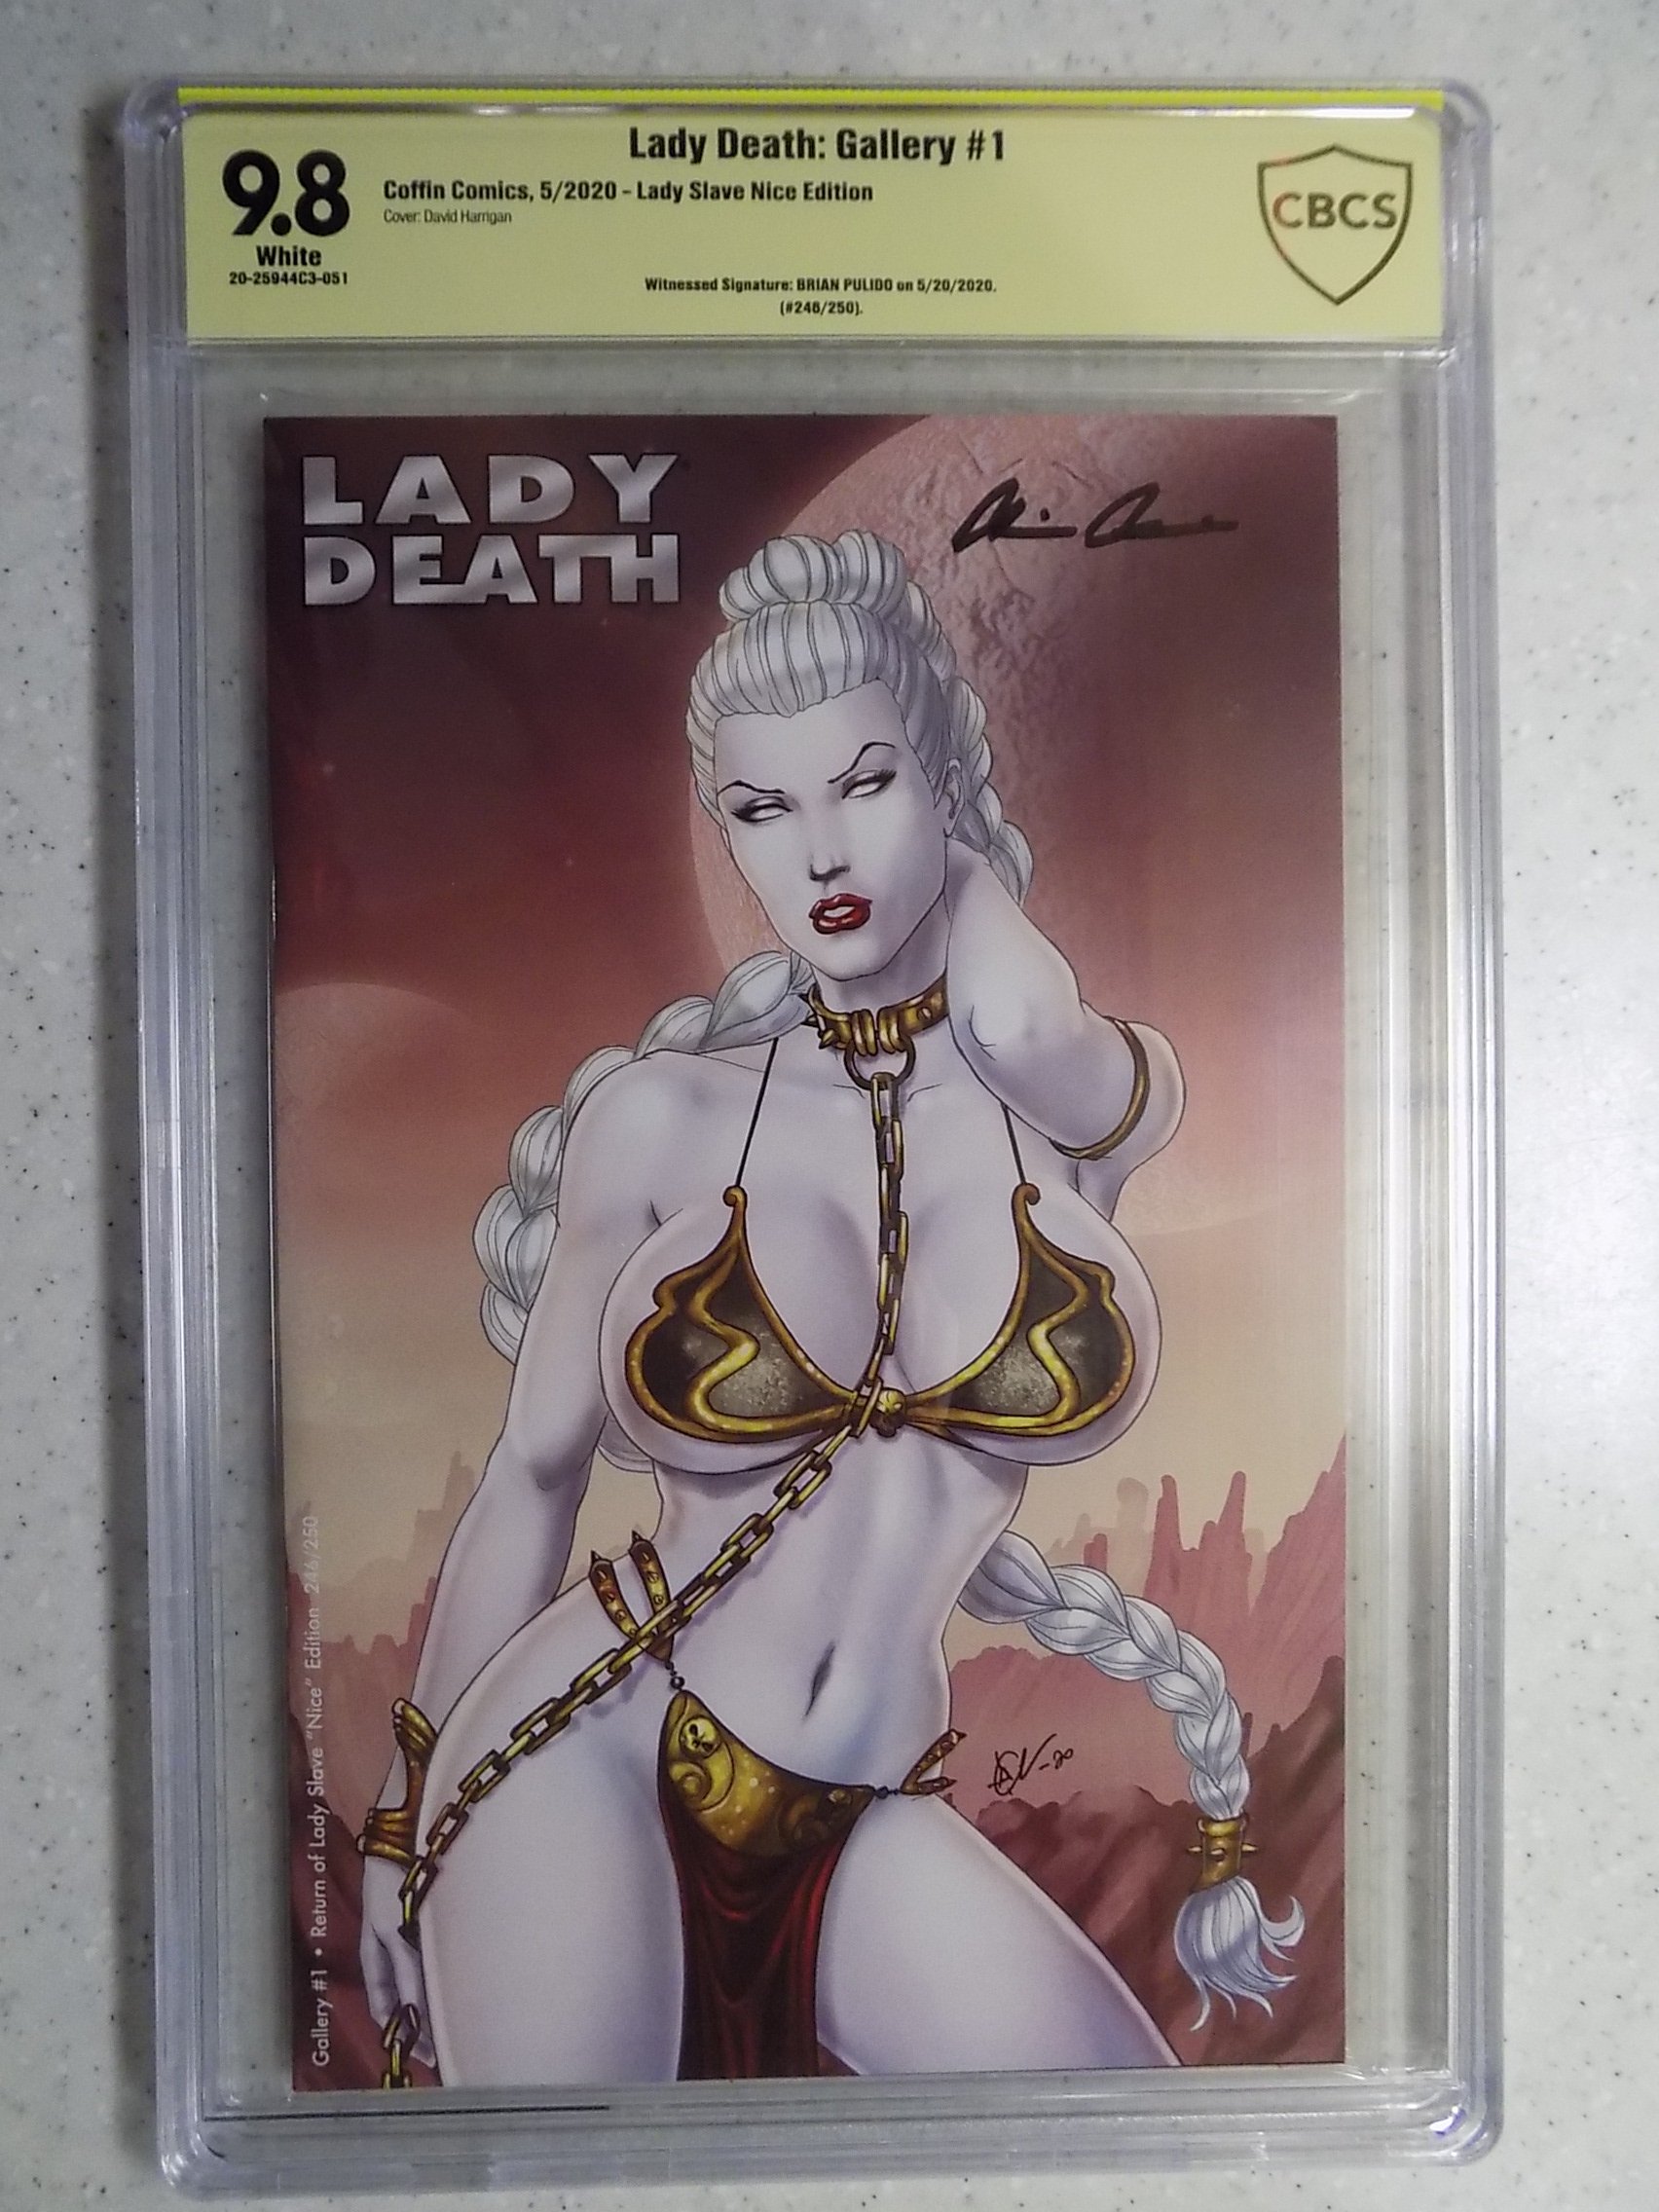 Lady Death: Gallery #1
9.8
White
20-25944C3-051
Coffin Comics, 5/2020 - Lady Slave Nice Edition
Cover: David Harrigan
Witnessed Signature: BRIAN PULIDO on 5/20/2020.
(#246/250).
CBCS
LADY
DEATH
Gallery #1 • Return of Lady Slave "Nice" Edition 246/250